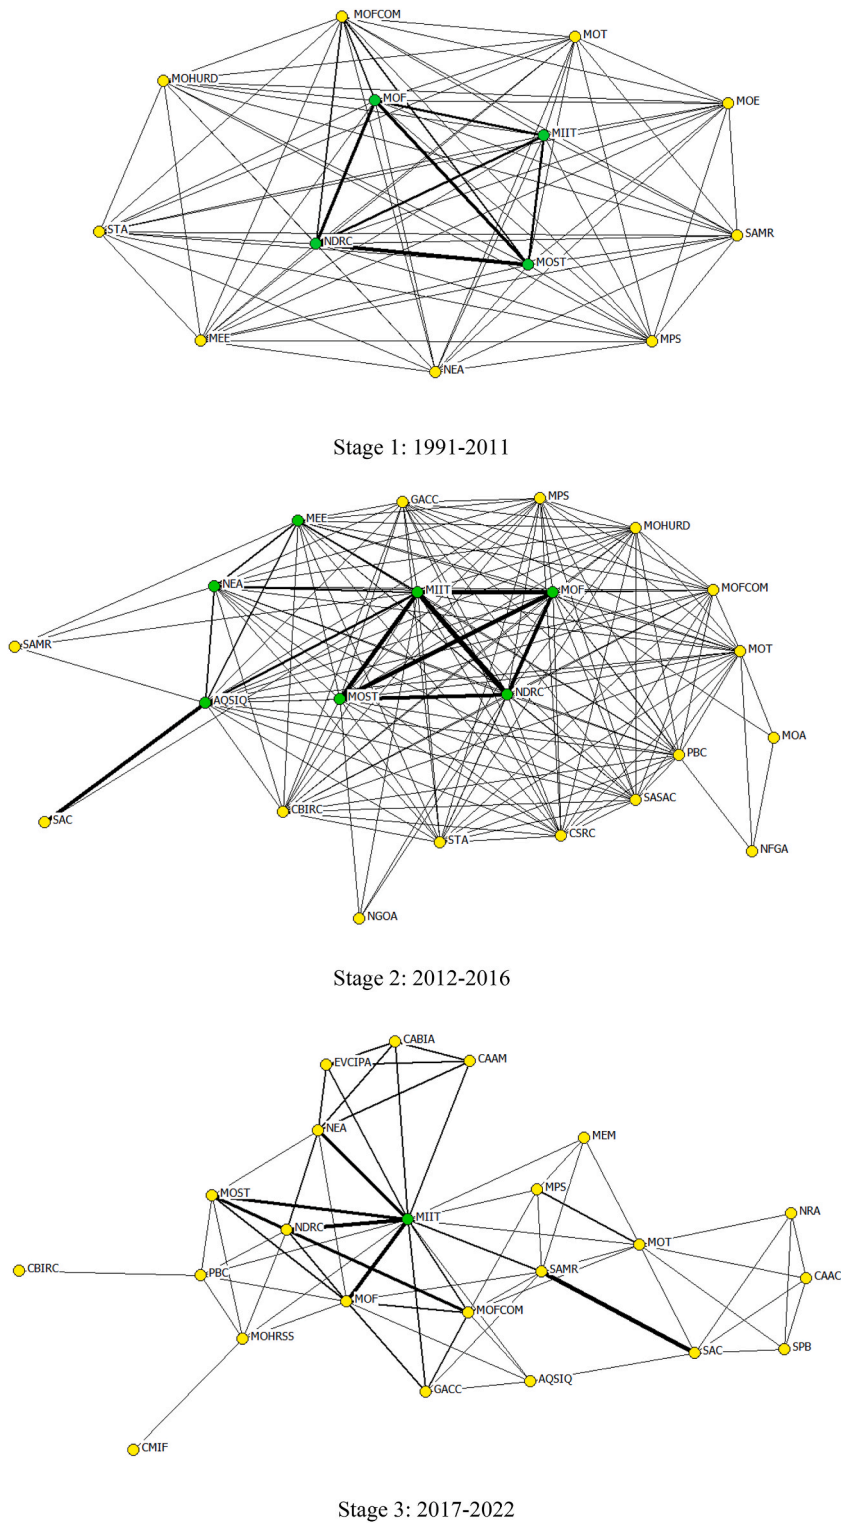 MOFCOM
MOT
MOHURD
MOF
MOE
MIIT
STA
NDRC
SAMR
MOST
MEE
MPS
NEA
Stage 1: 1991-2011
GACC
MPS
MEE
MOHURD
NEA
MIIT
MOF
MOFCOM
SAMR
MOT
AQSIQ
MOST
NDRC
MOA
PBC
SASAC
CBIRC
SAC
CSRC
STA
NFGA
NGOA
Stage 2: 2012-2016
CABIA
EVCIPA
CAAM
NEA
MEM
MOST
MPS
NDRC
MIIT
NRA
MOT
CBIRC
PBC
SAMR
CAAC
MOF
MOFCOM
MOHRSS
SAC
SPB
GACC
AQSIQ
CMIF
Stage 3: 2017-2022